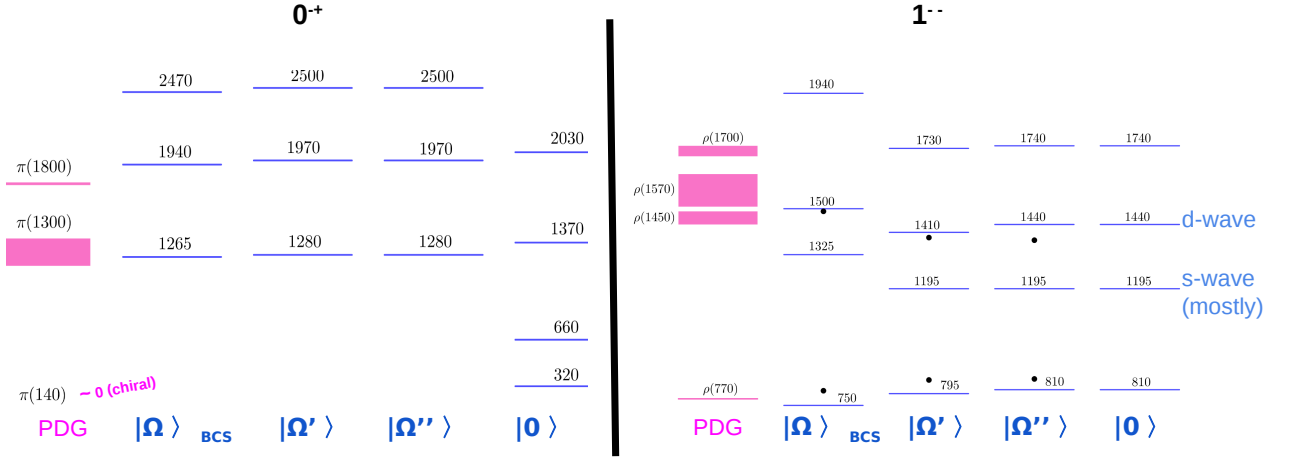 0-+
1--
2470
2500
2500
1940
1970
1970
2030
π(1800)
π(1300)
1265
1280
1280
1370
660
320
π(140) ~ 0 (chiral)
PDG
|Ω ⟩ BCS
|Ω’ ⟩
|Ω’’ ⟩
|0 ⟩
1940
ρ(1700)
1730
1740
1740
ρ(1570)
ρ(1450)
1500
1410
1440
1440
d-wave
1325
1195
1195
1195
s-wave
(mostly)
ρ(770)
750
795
810
810
PDG
|Ω ⟩ BCS
|Ω’ ⟩
|Ω’’ ⟩
|0 ⟩